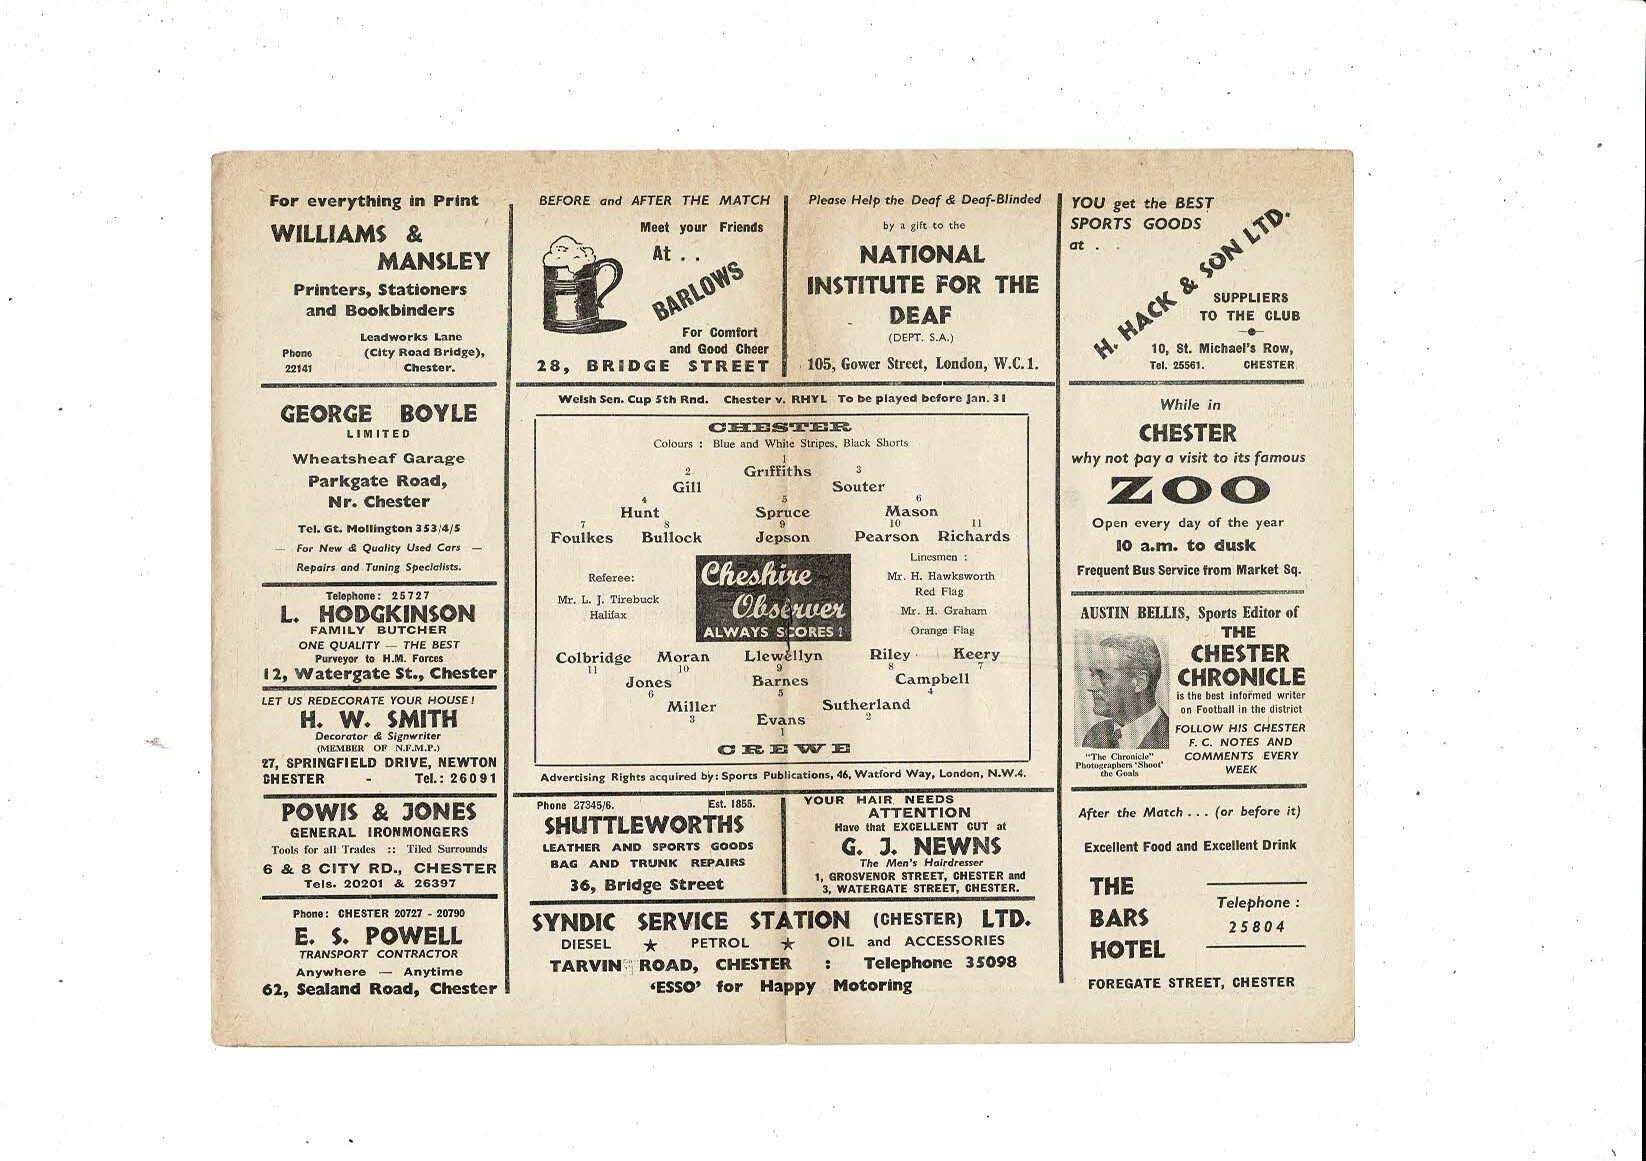 For everything in Print
WILLIAMS &
MANSLEY
Printers, Stationers
and Bookbinders
Leadworks Lane
Phone (City Road Bridge),
22141 Chester.
GEORGE BOYLE
LIMITED
Wheatsheaf Garage
Parkgate Road,
Nr. Chester
Tel. Gt. Mollington 353/4/5
— For New & Quality Used Cars —
Repairs and Tuning Specialists.
Telephone: 25727
L. HODGKINSON
FAMILY BUTCHER
ONE QUALITY — THE BEST
Purveyor to H.M. Forces
12, Watergate St., Chester
LET US REDECORATE YOUR HOUSE!
H. W. SMITH
Decorator & Signwriter
(MEMBER OF N.F.M.P.)
27, SPRINGFIELD DRIVE, NEWTON
CHESTER - Tel.: 26091
POWIS & JONES
GENERAL IRONMONGERS
Tools for all Trades :: Tiled Surrounds
6 & 8 CITY RD., CHESTER
Tels. 20201 & 26397
Phone: CHESTER 20727 - 20790
E. S. POWELL
TRANSPORT CONTRACTOR
Anywhere — Anytime
62, Sealand Road, Chester
BEFORE and AFTER THE MATCH
Meet your Friends
At . .
BARLOWS
For Comfort
and Good Cheer
28, BRIDGE STREET
Please Help the Deaf & Deaf-Blinded
by a gift to the
NATIONAL
INSTITUTE FOR THE
DEAF
(DEPT. S.A.)
105, Gower Street, London, W.C.1.
Welsh Sen. Cup 5th Rnd. Chester v. RHYL To be played before Jan. 31
CHESTER
Colours : Blue and White Stripes, Black Shorts
1
Griffiths
2 3
Gill Souter
4 5 6
Hunt Spruce Mason
7 8 9 10 11
Foulkes Bullock Jepson Pearson Richards
Referee:
Mr. L. J. Tirebuck
Halifax
Cheshire
Observer
ALWAYS SCORES!
Linesmen :
Mr. H. Hawksworth
Red Flag
Mr. H. Graham
Orange Flag
Colbridge Moran Llewellyn Riley Keery
11 10 9 8 7
Jones Barnes Campbell
6 5 4
Miller Sutherland
3 2
Evans
1
CREWE
Advertising Rights acquired by: Sports Publications, 46, Watford Way, London, N.W.4.
Phone 27345/6. Est. 1855.
SHUTTLEWORTHS
LEATHER AND SPORTS GOODS
BAG AND TRUNK REPAIRS
36, Bridge Street
YOUR HAIR NEEDS
ATTENTION
Have that EXCELLENT CUT at
G. J. NEWNS
The Men's Hairdresser
1, GROSVENOR STREET, CHESTER and
3, WATERGATE STREET, CHESTER.
SYNDIC SERVICE STATION (CHESTER) LTD.
DIESEL ★ PETROL ★ OIL and ACCESSORIES
TARVIN ROAD, CHESTER : Telephone 35098
'ESSO' for Happy Motoring
YOU get the BEST
SPORTS GOODS
at . .
H. HACK & SON LTD.
SUPPLIERS
TO THE CLUB
10, St. Michael's Row,
Tel. 25561. CHESTER
While in
CHESTER
why not pay a visit to its famous
ZOO
Open every day of the year
10 a.m. to dusk
Frequent Bus Service from Market Sq.
AUSTIN BELLIS, Sports Editor of
THE
CHESTER
CHRONICLE
is the best informed writer
on Football in the district
FOLLOW HIS CHESTER
F. C. NOTES AND
COMMENTS EVERY
WEEK
"The Chronicle"
Photographers 'Shoot'
the Goals
After the Match . . . (or before it)
Excellent Food and Excellent Drink
THE
BARS
HOTEL
Telephone :
25804
FOREGATE STREET, CHESTER